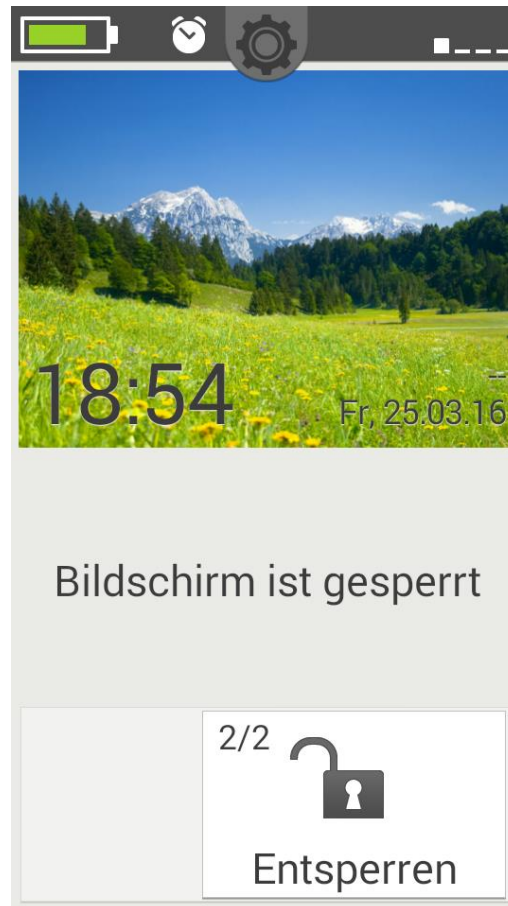 --
18:54
Fr, 25.03.16
Bildschirm ist gesperrt
2/2
Entsperren